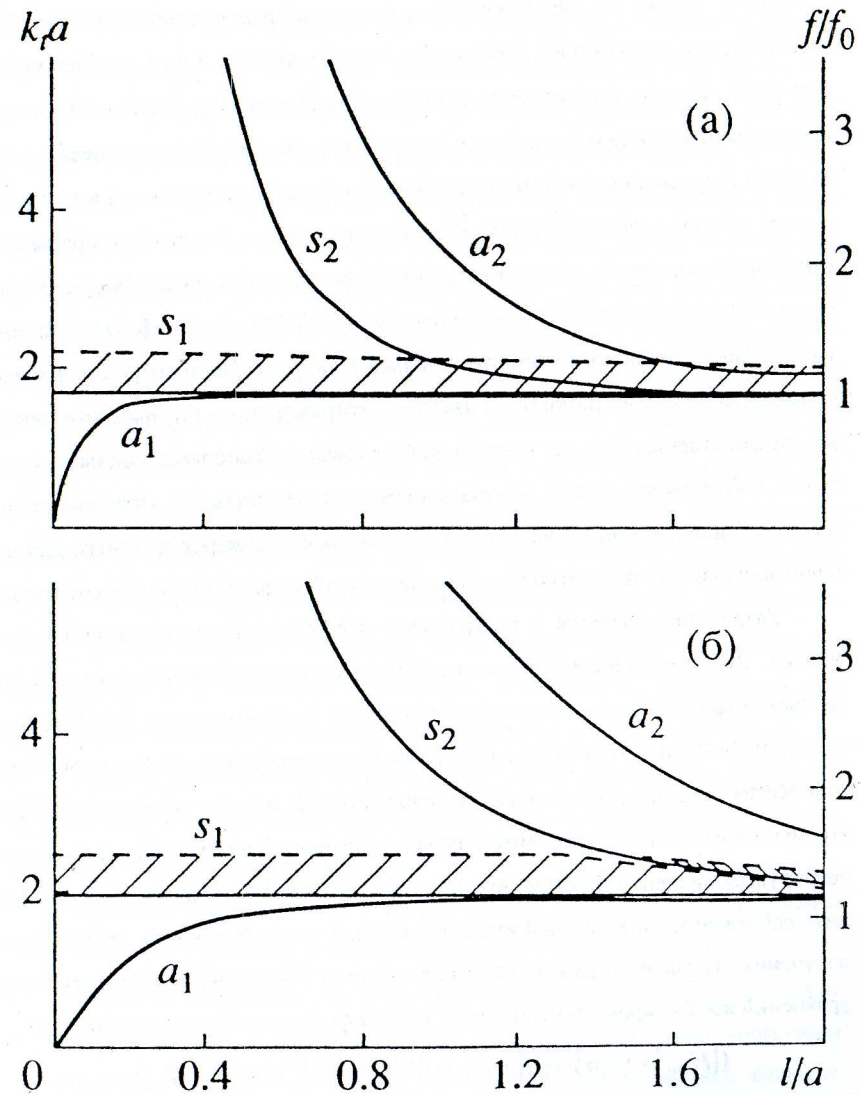 kₜa
f/f₀
(а)
3
4
s₂
a₂
2
s₁
2
1
a₁
(б)
3
4
s₂
a₂
2
s₁
2
1
a₁
0 0.4 0.8 1.2 1.6 l/a